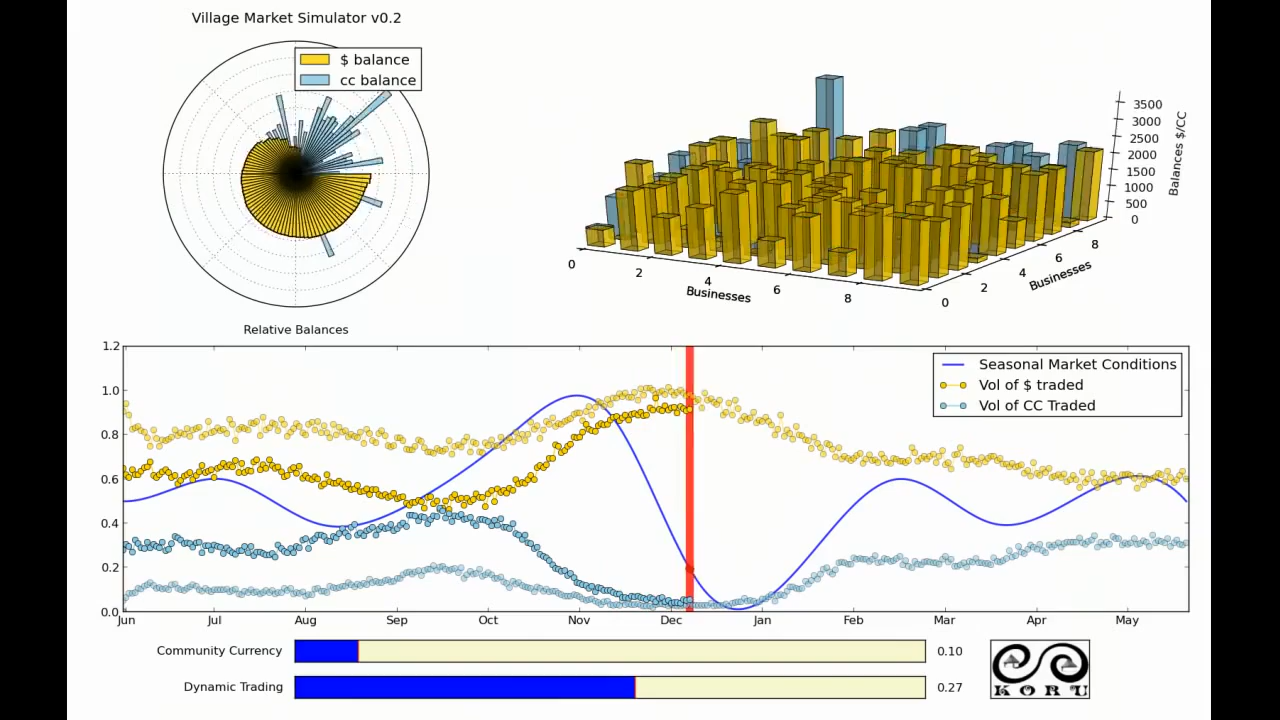 Village Market Simulator v0.2
$ balance
cc balance
Relative Balances
3500
3000
2500
2000
1500
1000
500
0
Balances $/CC
0
2
4
6
8
Businesses
0
2
4
6
8
Businesses
1.2
1.0
0.8
0.6
0.4
0.2
0.0
Seasonal Market Conditions
Vol of $ traded
Vol of CC Traded
Jun Jul Aug Sep Oct Nov Dec Jan Feb Mar Apr May
Community Currency 0.10
Dynamic Trading 0.27
KORU